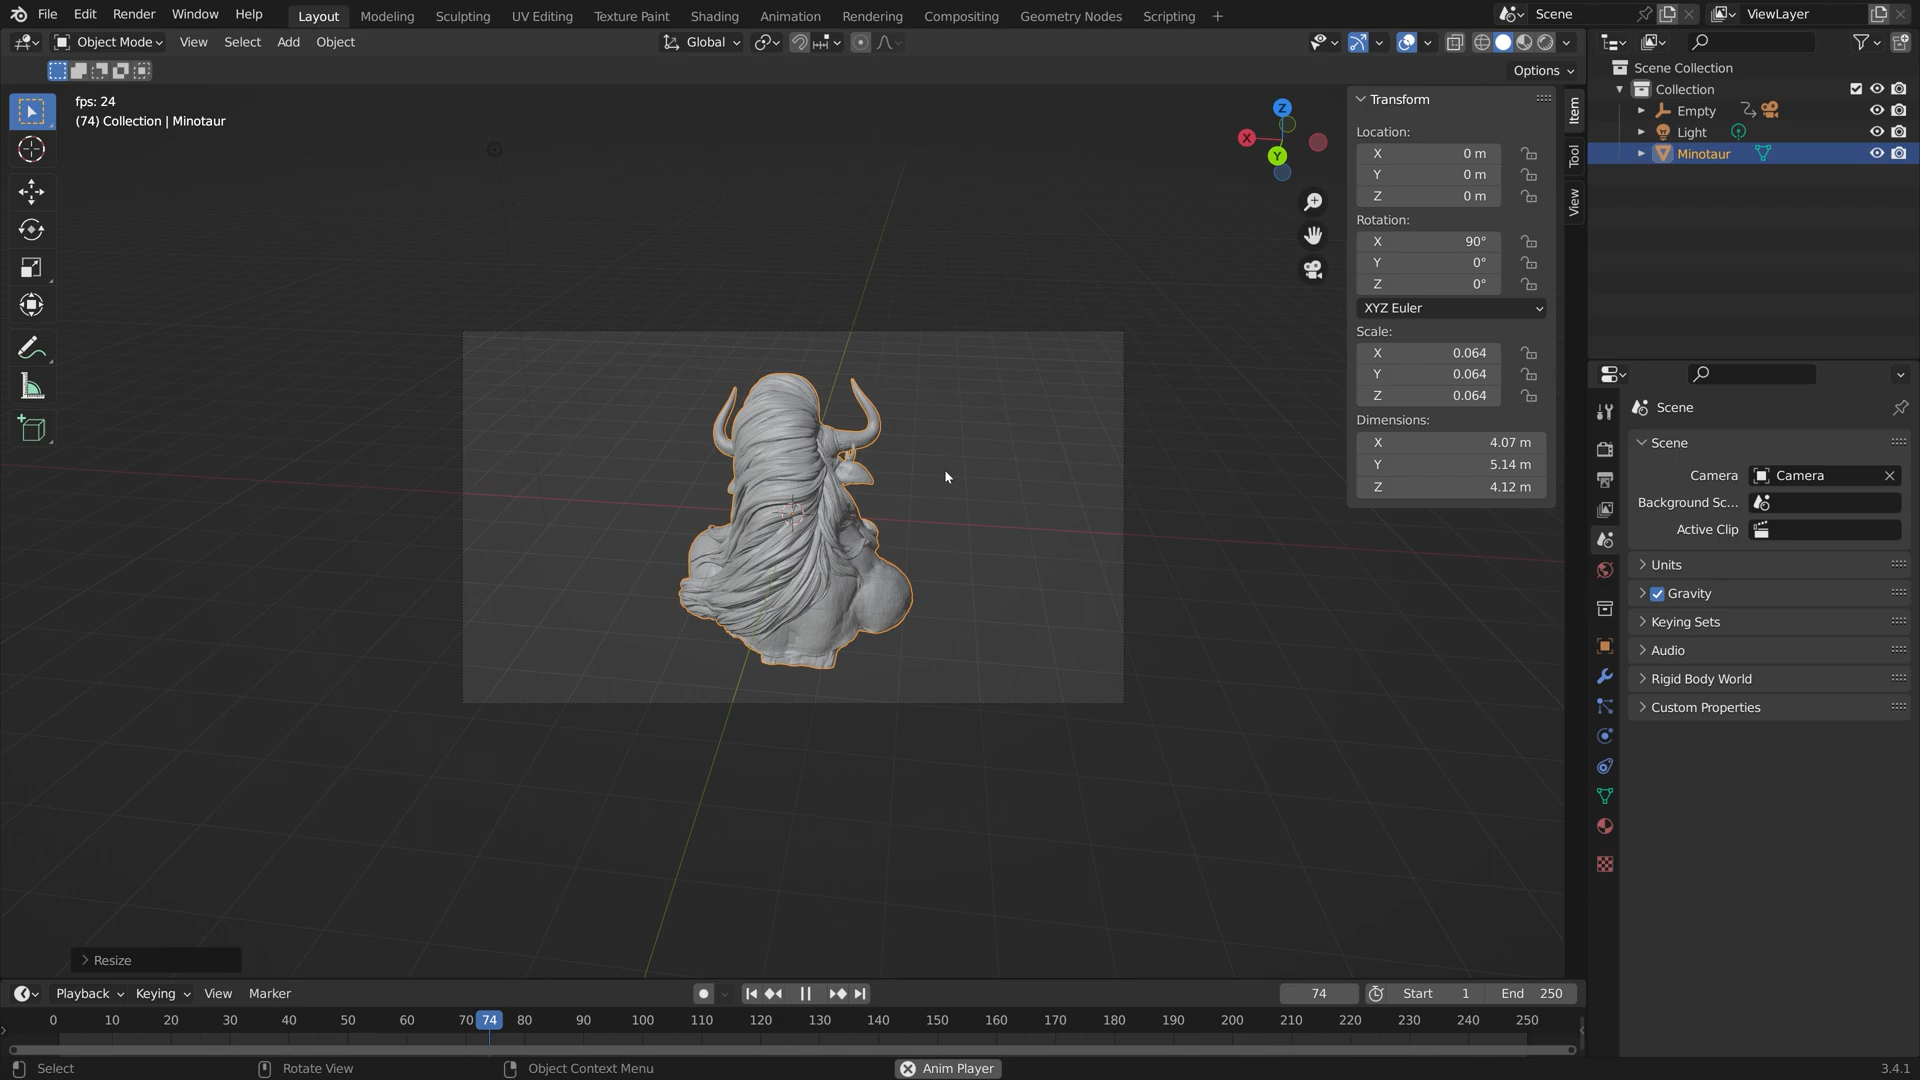 File Edit Render Window Help Layout Modeling Sculpting UV Editing Texture Paint Shading Animation Rendering Compositing Geometry Nodes Scripting + Scene ViewLayer
Object Mode View Select Add Object Global
Options
fps: 24
(74) Collection | Minotaur
Z
X
Y
Transform
Location:
X 0 m
Y 0 m
Z 0 m
Rotation:
X 90°
Y 0°
Z 0°
XYZ Euler
Scale:
X 0.064
Y 0.064
Z 0.064
Dimensions:
X 4.07 m
Y 5.14 m
Z 4.12 m
Item
Tool
View
Scene Collection
Collection
Empty
Light
Minotaur
Scene
Scene
Camera Camera
Background Sc...
Active Clip
Units
Gravity
Keying Sets
Audio
Rigid Body World
Custom Properties
Resize
Playback Keying View Marker 74 Start 1 End 250
0 10 20 30 40 50 60 70 74 80 90 100 110 120 130 140 150 160 170 180 190 200 210 220 230 240 250
Select Rotate View Object Context Menu Anim Player 3.4.1